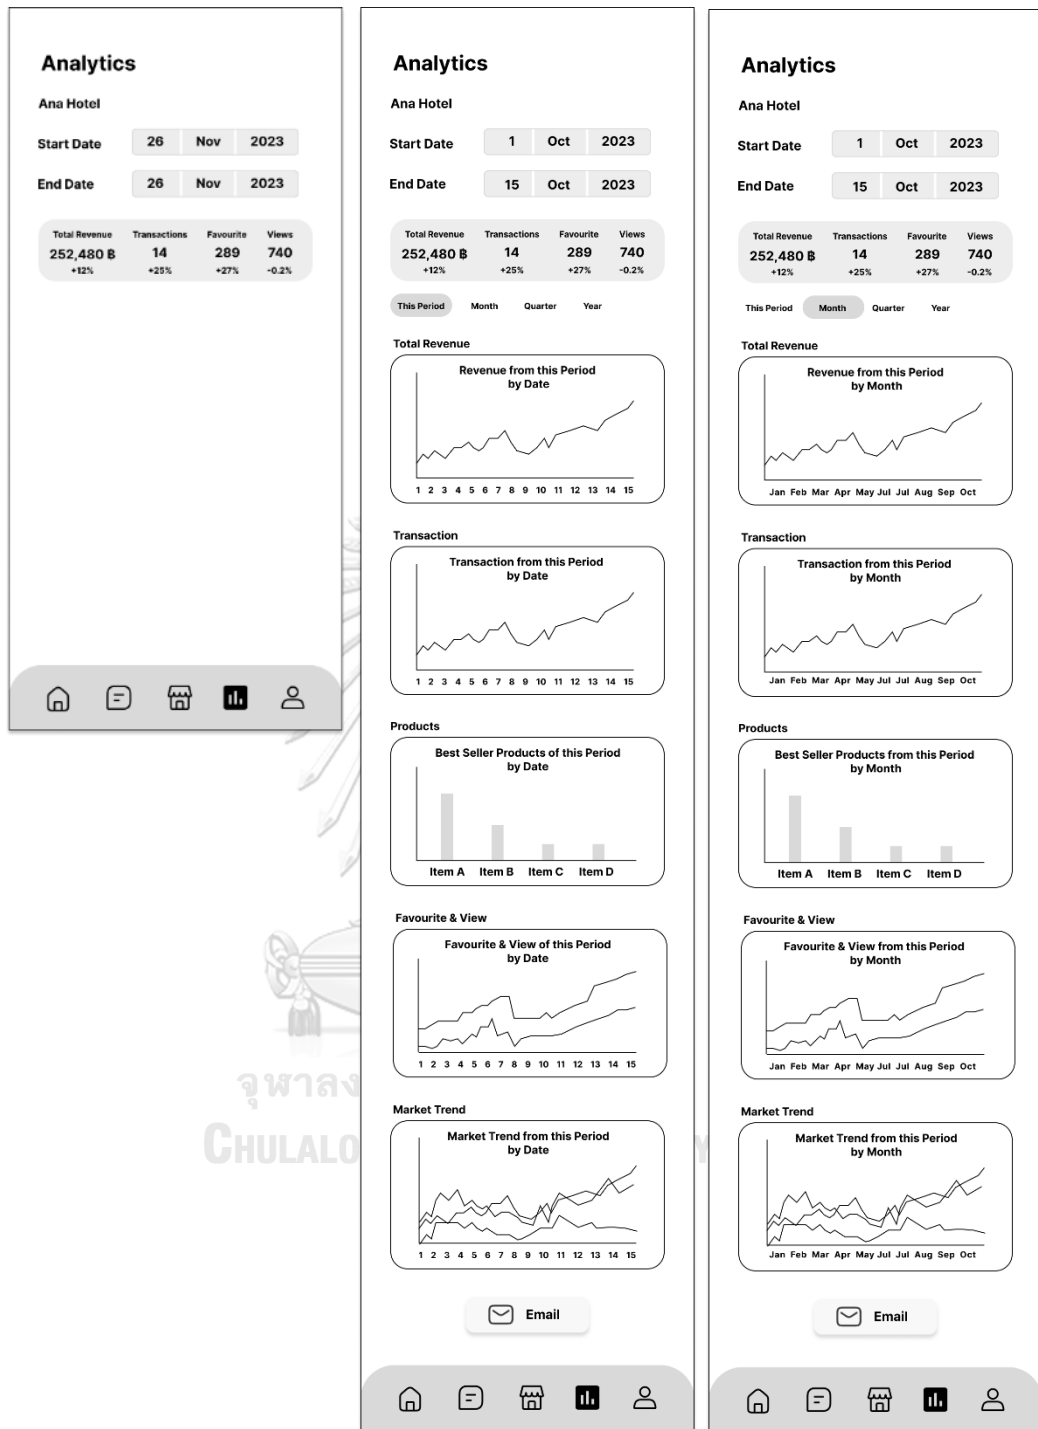 Analytics
Ana Hotel
Start Date 26 Nov 2023
End Date 26 Nov 2023
Total Revenue Transactions Favourite Views
252,480 ฿ 14 289 740
+12% +25% +27% -0.2%
Analytics
Ana Hotel
Start Date 1 Oct 2023
End Date 15 Oct 2023
Total Revenue Transactions Favourite Views
252,480 ฿ 14 289 740
+12% +25% +27% -0.2%
This Period Month Quarter Year
Total Revenue
Revenue from this Period
by Date
1 2 3 4 5 6 7 8 9 10 11 12 13 14 15
Transaction
Transaction from this Period
by Date
1 2 3 4 5 6 7 8 9 10 11 12 13 14 15
Products
Best Seller Products of this Period
by Date
Item A Item B Item C Item D
Favourite & View
Favourite & View of this Period
by Date
1 2 3 4 5 6 7 8 9 10 11 12 13 14 15
Market Trend
Market Trend from this Period
by Date
1 2 3 4 5 6 7 8 9 10 11 12 13 14 15
Email
Analytics
Ana Hotel
Start Date 1 Oct 2023
End Date 15 Oct 2023
Total Revenue Transactions Favourite Views
252,480 ฿ 14 289 740
+12% +25% +27% -0.2%
This Period Month Quarter Year
Total Revenue
Revenue from this Period
by Month
Jan Feb Mar Apr May Jul Jul Aug Sep Oct
Transaction
Transaction from this Period
by Month
Jan Feb Mar Apr May Jul Jul Aug Sep Oct
Products
Best Seller Products from this Period
by Month
Item A Item B Item C Item D
Favourite & View
Favourite & View from this Period
by Month
Jan Feb Mar Apr May Jul Jul Aug Sep Oct
Market Trend
Market Trend from this Period
by Month
Jan Feb Mar Apr May Jul Jul Aug Sep Oct
Email
จุฬาลง
CHULALO Y